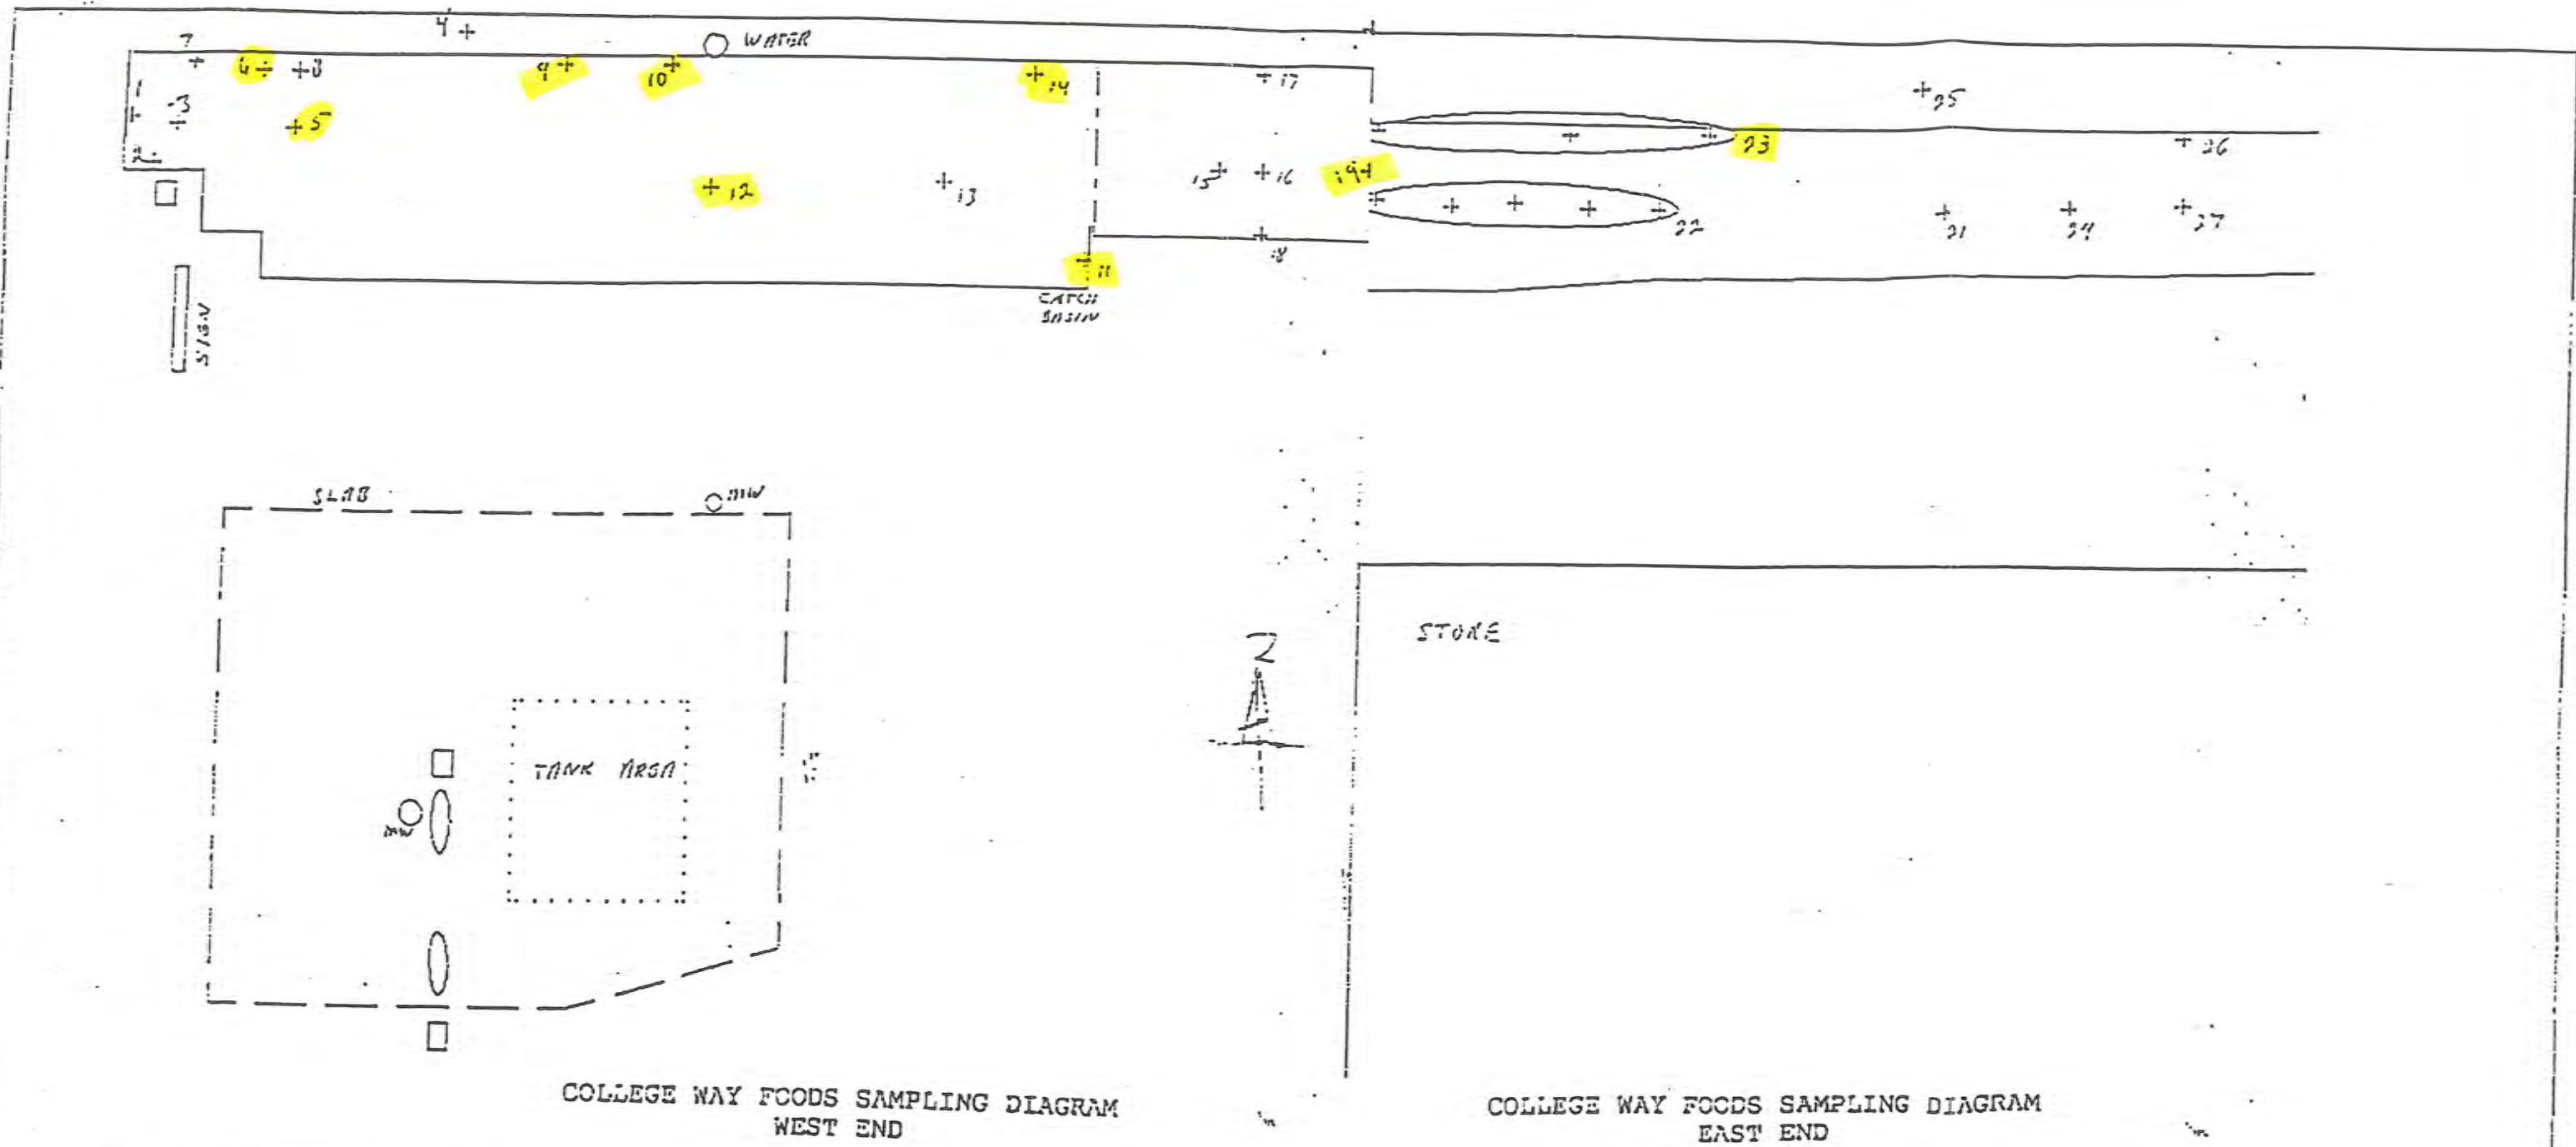 4 +
WATER
7
6
+8
9
10
14
+17
+25
-3
5
23
26
12
13
15
+16
19+
22
21
24
27
18
11
CATCH
BASIN
SIGN
SLAB
MW
N
STORE
TANK AREA
MW
COLLEGE WAY FOODS SAMPLING DIAGRAM
WEST END
COLLEGE WAY FOODS SAMPLING DIAGRAM
EAST END